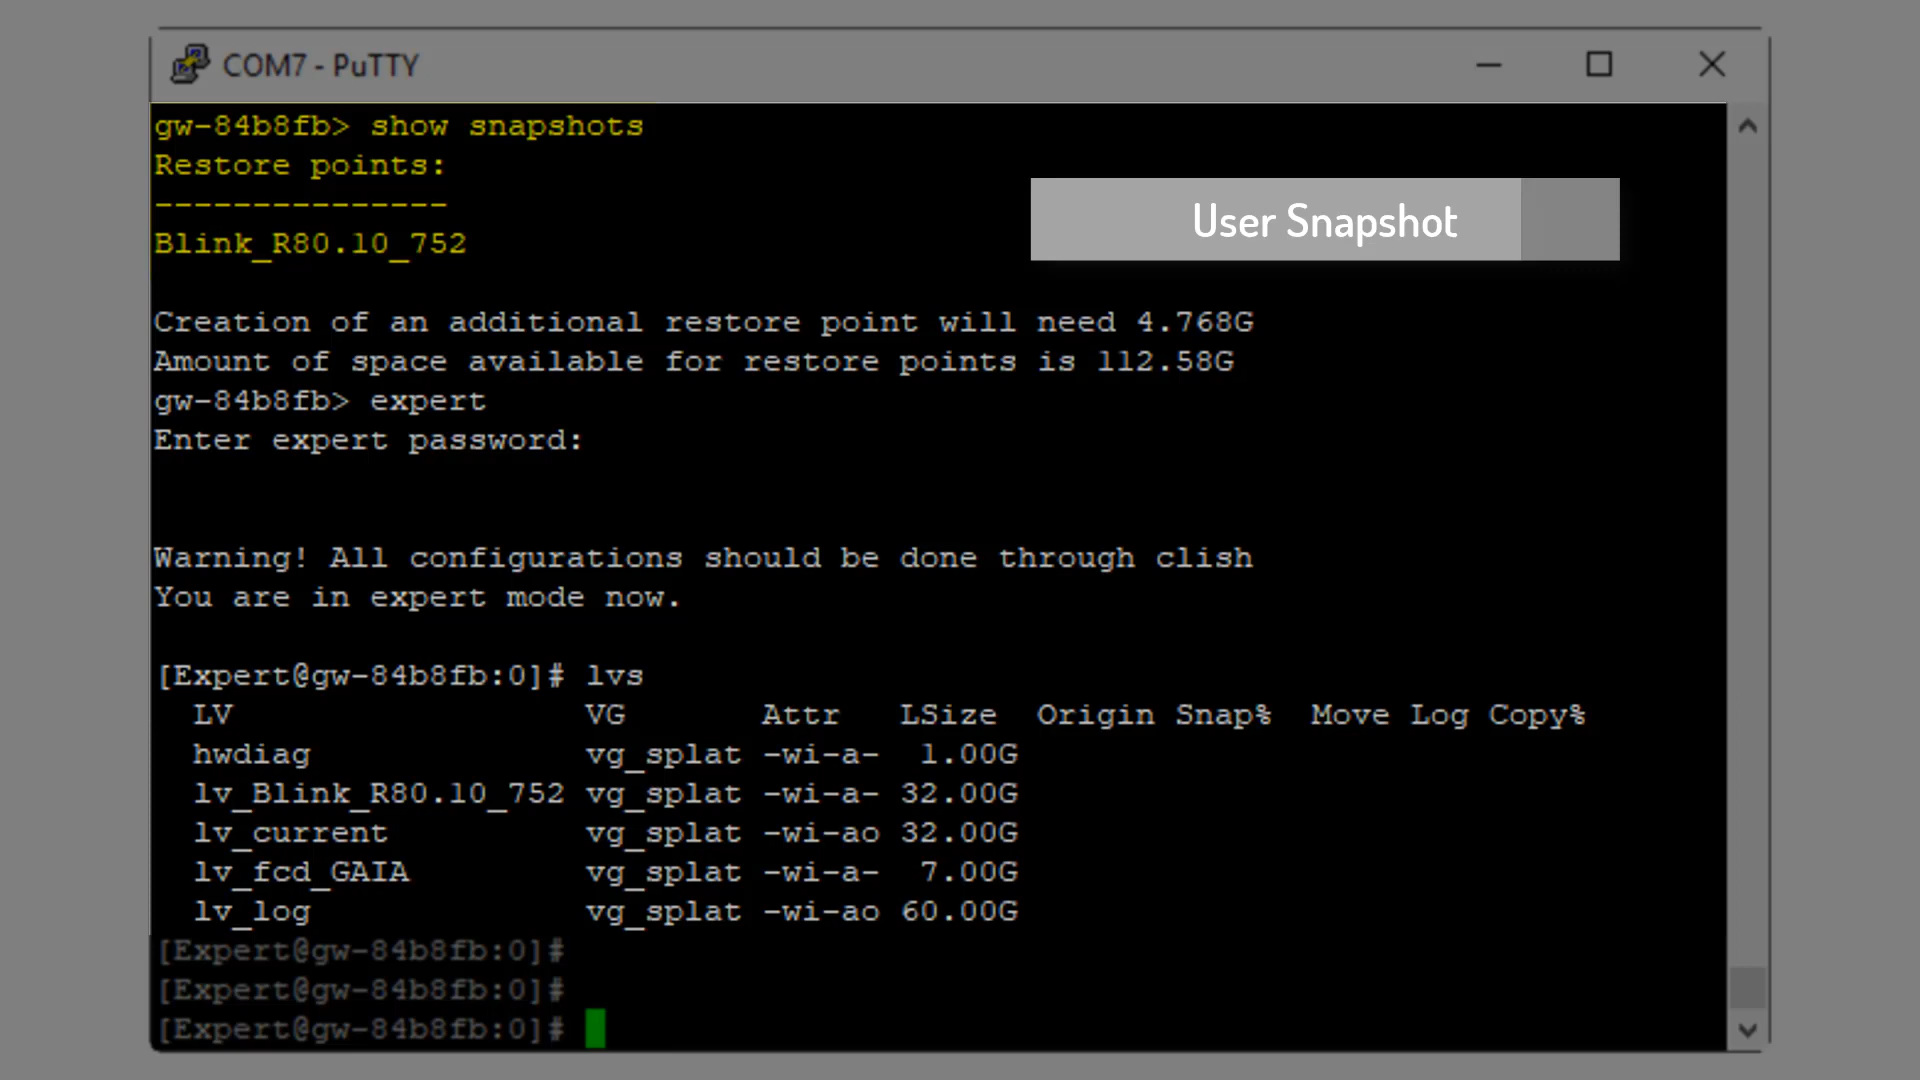 COM7 - PuTTY
gw-84b8fb> show snapshots
Restore points:
---------------
Blink_R80.10_752
User Snapshot
Creation of an additional restore point will need 4.768G
Amount of space available for restore points is 112.58G
gw-84b8fb> expert
Enter expert password:
Warning! All configurations should be done through clish
You are in expert mode now.
[Expert@gw-84b8fb:0]# lvs
LV VG Attr LSize Origin Snap% Move Log Copy%
hwdiag vg_splat -wi-a- 1.00G
lv_Blink_R80.10_752 vg_splat -wi-a- 32.00G
lv_current vg_splat -wi-ao 32.00G
lv_fcd_GAIA vg_splat -wi-a- 7.00G
lv_log vg_splat -wi-ao 60.00G
[Expert@gw-84b8fb:0]#
[Expert@gw-84b8fb:0]#
[Expert@gw-84b8fb:0]#